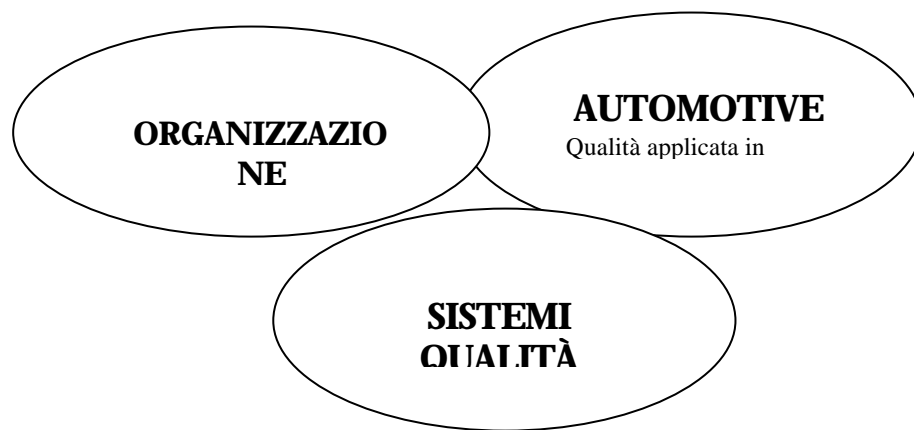 ORGANIZZAZIO
NE
AUTOMOTIVE
Qualità applicata in
SISTEMI
QUALITÀ